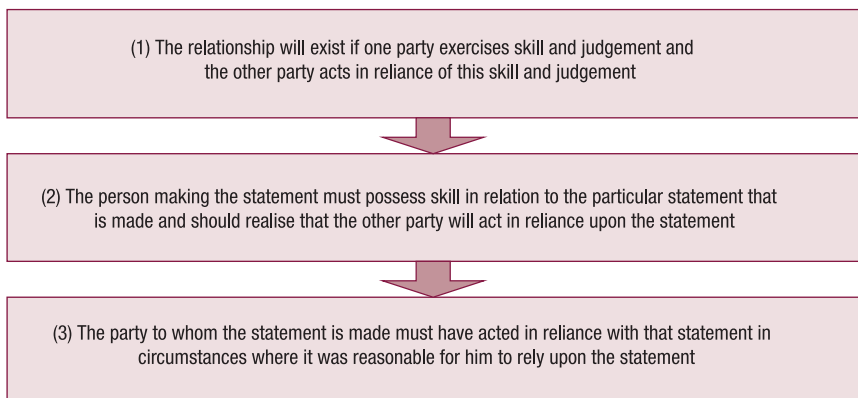 (1) The relationship will exist if one party exercises skill and judgement and
the other party acts in reliance of this skill and judgement
(2) The person making the statement must possess skill in relation to the particular statement that
is made and should realise that the other party will act in reliance upon the statement
(3) The party to whom the statement is made must have acted in reliance with that statement in
circumstances where it was reasonable for him to rely upon the statement